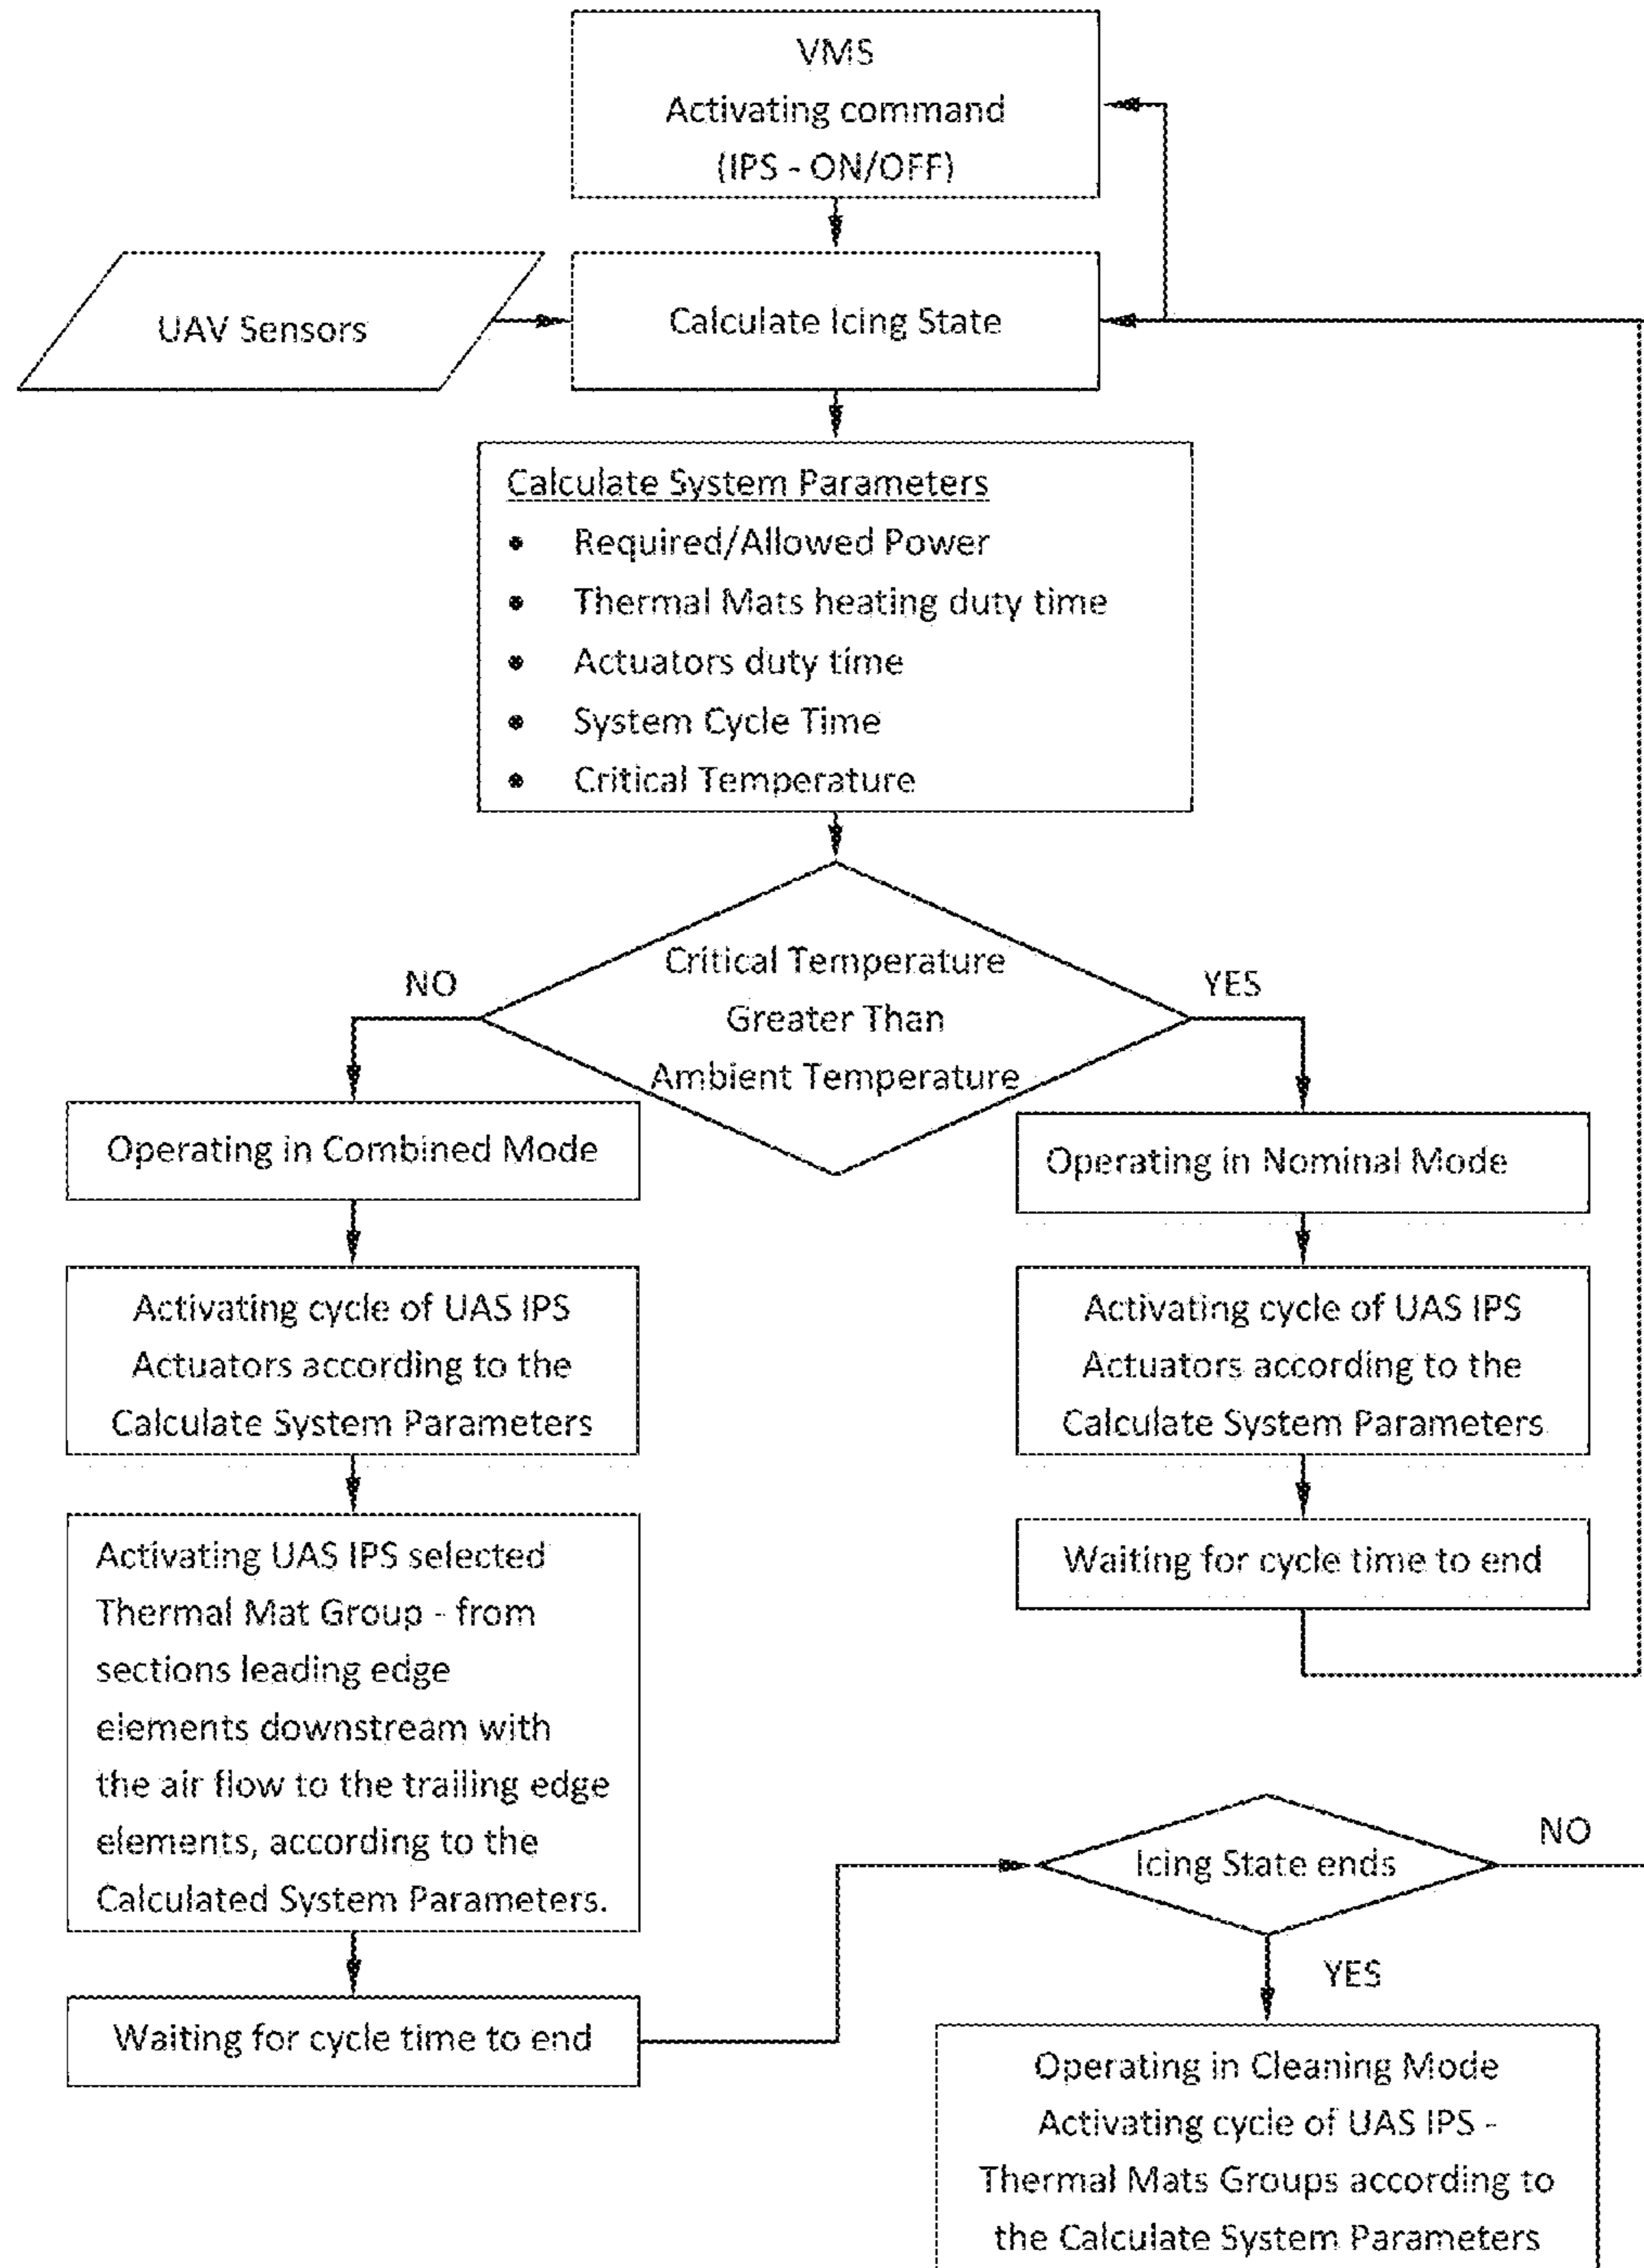 VMS
Activating command
(IPS - ON/OFF)
UAV Sensors
Calculate Icing State
Calculate System Parameters
• Required/Allowed Power
• Thermal Mats heating duty time
• Actuators duty time
• System Cycle Time
• Critical Temperature
Critical Temperature
Greater Than
Ambient Temperature
NO
YES
Operating in Combined Mode
Activating cycle of UAS IPS
Actuators according to the
Calculate System Parameters
Activating UAS IPS selected
Thermal Mat Group - from
sections leading edge
elements downstream with
the air flow to the trailing edge
elements, according to the
Calculated System Parameters.
Waiting for cycle time to end
Operating in Nominal Mode
Activating cycle of UAS IPS
Actuators according to the
Calculate System Parameters
Waiting for cycle time to end
Icing State ends
NO
YES
Operating in Cleaning Mode
Activating cycle of UAS IPS -
Thermal Mats Groups according to
the Calculate System Parameters